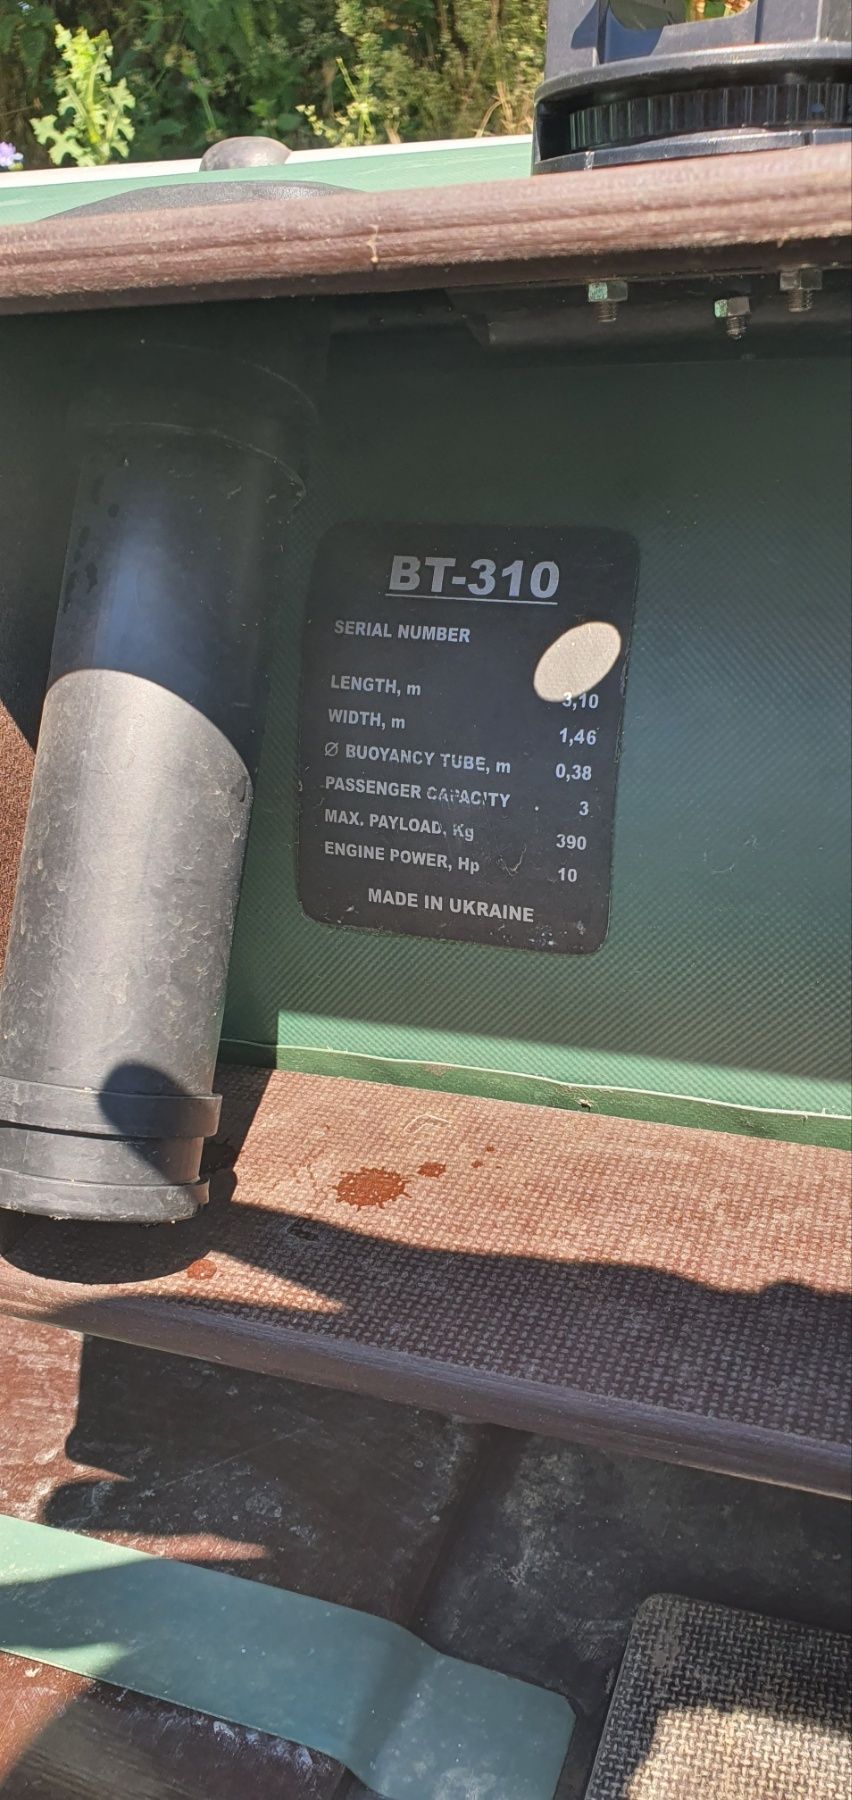 BT-310
SERIAL NUMBER
LENGTH, m 3,10
WIDTH, m 1,46
Ø BUOYANCY TUBE, m 0,38
PASSENGER CAPACITY 3
MAX. PAYLOAD, Kg 390
ENGINE POWER, Hp 10
MADE IN UKRAINE